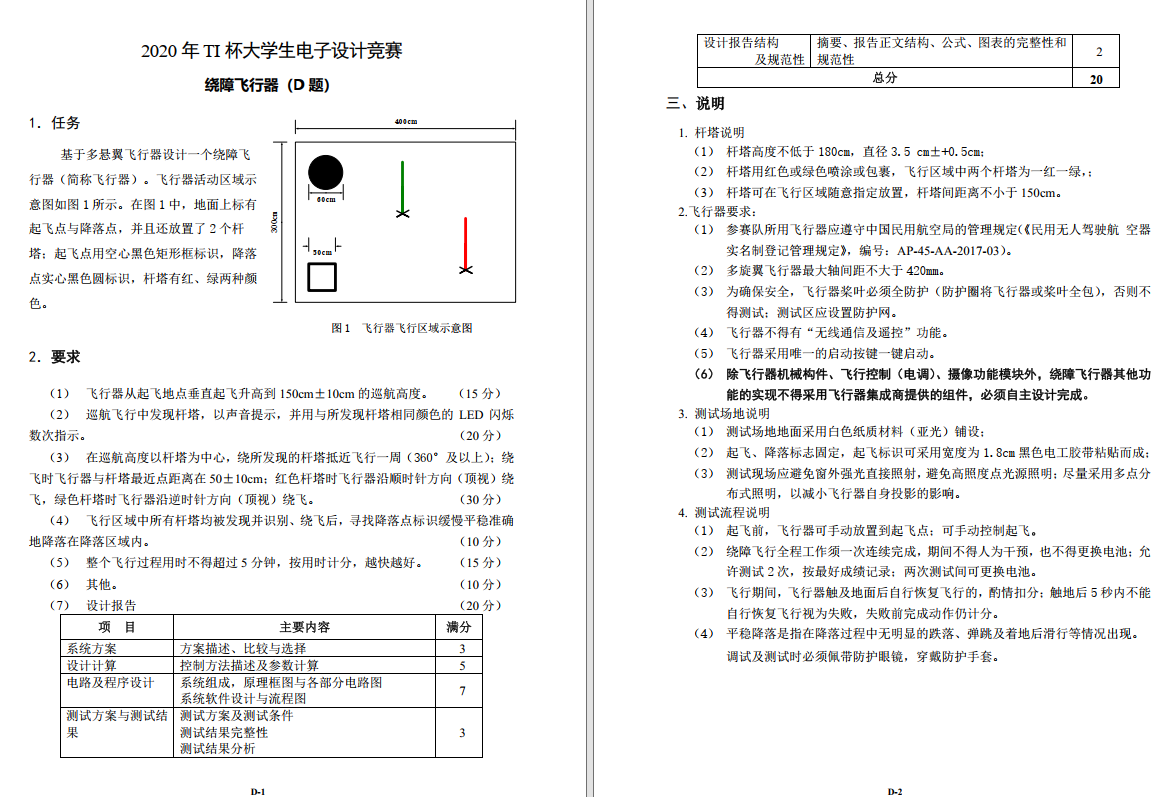 2020 年 TI 杯大学生电子设计竞赛
绕障飞行器（D 题）
1．任务
基于多悬翼飞行器设计一个绕障飞
行器（简称飞行器）。飞行器活动区域示
意图如图 1 所示。在图 1 中，地面上标有
起飞点与降落点，并且还放置了 2 个杆
塔；起飞点用空心黑色矩形框标识，降落
点实心黑色圆标识，杆塔有红、绿两种颜
色。
400cm
60cm
300cm
50cm
图 1 飞行器飞行区域示意图
2．要求
（1） 飞行器从起飞地点垂直起飞升高到 150cm±10cm 的巡航高度。 （15 分）
（2） 巡航飞行中发现杆塔，以声音提示，并用与所发现杆塔相同颜色的 LED 闪烁
数次指示。 （20 分）
（3） 在巡航高度以杆塔为中心，绕所发现的杆塔抵近飞行一周（360°及以上）；绕
飞时飞行器与杆塔最近点距离在 50±10cm；红色杆塔时飞行器沿顺时针方向（顶视）绕
飞，绿色杆塔时飞行器沿逆时针方向（顶视）绕飞。 （30 分）
（4） 飞行区域中所有杆塔均被发现并识别、绕飞后，寻找降落点标识缓慢平稳准确
地降落在降落区域内。 （10 分）
（5） 整个飞行过程用时不得超过 5 分钟，按用时计分，越快越好。 （15 分）
（6） 其他。 （10 分）
（7） 设计报告 （20 分）
项 目 主要内容 满分
系统方案 方案描述、比较与选择 3
设计计算 控制方法描述及参数计算 5
电路及程序设计 系统组成，原理框图与各部分电路图
系统软件设计与流程图 7
测试方案与测试结 测试方案及测试条件
果 测试结果完整性 3
测试结果分析
D-1
设计报告结构 摘要、报告正文结构、公式、图表的完整性和
及规范性 规范性 2
总分 20
三、说明
1. 杆塔说明
（1） 杆塔高度不低于 180cm，直径 3.5 cm±+0.5cm；
（2） 杆塔用红色或绿色喷涂或包裹，飞行区域中两个杆塔为一红一绿，；
（3） 杆塔可在飞行区域随意指定放置，杆塔间距离不小于 150cm。
2.飞行器要求：
（1） 参赛队所用飞行器应遵守中国民用航空局的管理规定（《民用无人驾驶航 空器
实名制登记管理规定》，编号：AP-45-AA-2017-03）。
（2） 多旋翼飞行器最大轴间距不大于 420mm。
（3） 为确保安全，飞行器桨叶必须全防护（防护圈将飞行器或桨叶全包），否则不
得测试；测试区应设置防护网。
（4） 飞行器不得有“无线通信及遥控”功能。
（5） 飞行器采用唯一的启动按键一键启动。
（6） 除飞行器机械构件、飞行控制（电调）、摄像功能模块外，绕障飞行器其他功
能的实现不得采用飞行器集成商提供的组件，必须自主设计完成。
3. 测试场地说明
（1） 测试场地地面采用白色纸质材料（亚光）铺设；
（2） 起飞、降落标志固定，起飞标识可采用宽度为 1.8cm 黑色电工胶带粘贴而成；
（3） 测试现场应避免窗外强光直接照射，避免高照度点光源照明；尽量采用多点分
布式照明，以减小飞行器自身投影的影响。
4. 测试流程说明
（1） 起飞前，飞行器可手动放置到起飞点；可手动控制起飞。
（2） 绕障飞行全程工作须一次连续完成，期间不得人为干预，也不得更换电池；允
许测试 2 次，按最好成绩记录；两次测试间可更换电池。
（3） 飞行期间，飞行器触及地面后自行恢复飞行的，酌情扣分；触地后 5 秒内不能
自行恢复飞行视为失败，失败前完成动作仍计分。
（4） 平稳降落是指在降落过程中无明显的跌落、弹跳及着地后滑行等情况出现。
调试及测试时必须佩带防护眼镜，穿戴防护手套。
D-2